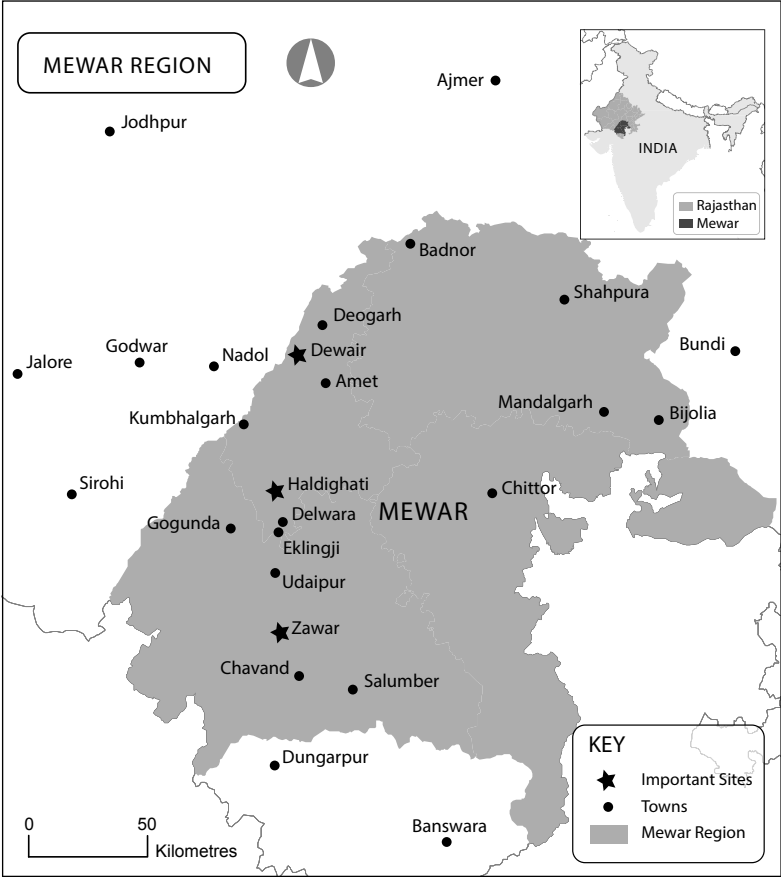 MEWAR REGION
Ajmer
Jodhpur
INDIA
Rajasthan
Mewar
Badnor
Shahpura
Deogarh
Dewair
Godwar
Nadol
Bundi
Jalore
Amet
Mandalgarh
Bijolia
Kumbhalgarh
Sirohi
Haldighati
Chittor
Delwara
MEWAR
Gogunda
Eklingji
Udaipur
Zawar
Chavand
Salumber
Dungarpur
Banswara
KEY
Important Sites
Towns
Mewar Region
0 50
Kilometres